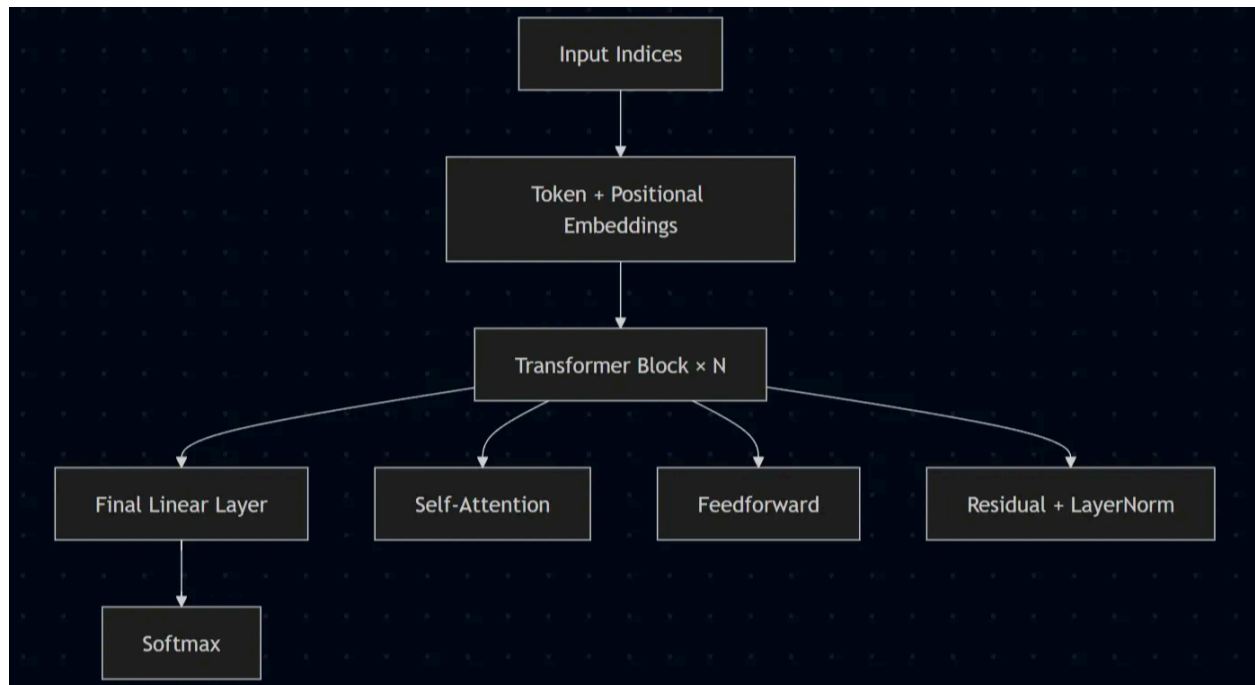 Input Indices
Token + Positional
Embeddings
Transformer Block × N
Final Linear Layer
Self-Attention
Feedforward
Residual + LayerNorm
Softmax